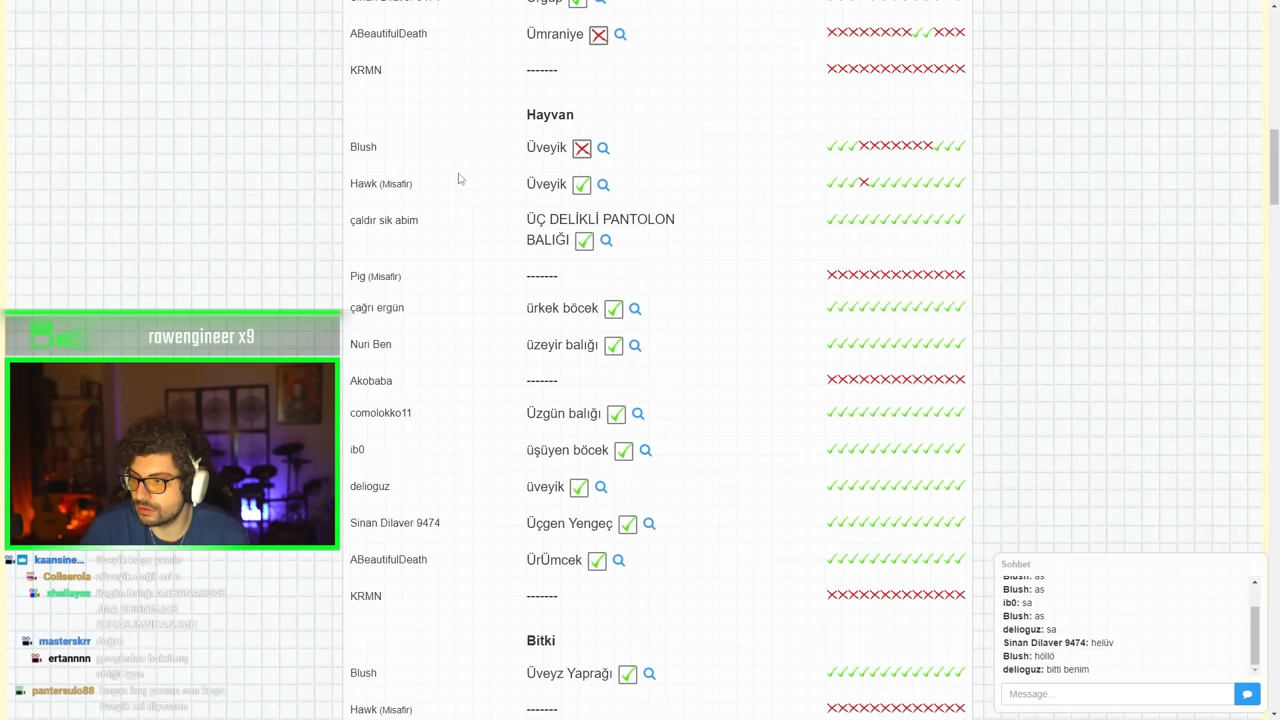 ABeautifulDeath Ümraniye
KRMN -------
Hayvan
Blush Üveyik
Hawk (Misafir) Üveyik
çaldır sik abim ÜÇ DELİKLİ PANTOLON
BALIĞI
Pig (Misafir) -------
çağrı ergün ürkek böcek
Nuri Ben üzeyir balığı
Akobaba -------
comolokko11 Üzgün balığı
ib0 üşüyen böcek
delioguz üveyik
Sinan Dilaver 9474 Üçgen Yengeç
ABeautifulDeath ÜrÜmcek
KRMN -------
Bitki
Blush Üveyz Yaprağı
Hawk (Misafir) -------
rawengineer x9
kaansine...
Coliserola
xhellayes
masterskrr doğru
ertannnn
pantersulo88
Sohbet
Blush: as
Blush: as
ib0: sa
Blush: as
delioguz: sa
Sinan Dilaver 9474: helüv
Blush: höllö
delioguz: bitti benim
Message...